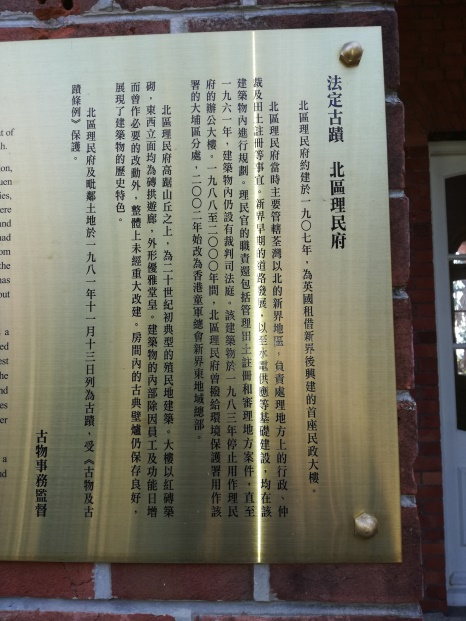 法定古蹟　北區理民府
北區理民府約建於一九〇七年，為英國租借新界後興建的首座民政大樓。
北區理民府當時主要管轄荃灣以北的新界地區，負責處理地方上的行政、仲
裁及田土註冊等事宜。新界早期的道路發展，以至水電供應等基礎建設，均在該
建築物內進行規劃。理民官的職責還包括管理田土註冊和審理地方案件，直至
一九六一年，建築物內仍設有裁判司法庭。該建築物於一九八三年停止用作理民
府的辦公大樓。一九八八至二〇〇〇年間，北區理民府曾撥給環境保護署用作該
署的大埔區分處，二〇〇二年始改為香港童軍總會新界東地域總部。
北區理民府高踞山丘之上，為二十世紀初典型的殖民地建築。大樓以紅磚築
砌，東西立面均為磚拱遊廊，外形優雅堂皇。建築物的內部除因員工及功能日增
而曾作必要的改動外，整體上未經重大改建。房間內的古典壁爐仍保存良好，
展現了建築物的歷史特色。
北區理民府及毗鄰土地於一九八一年十一月十三日列為古蹟，受《古物及古
蹟條例》保護。
古物事務監督